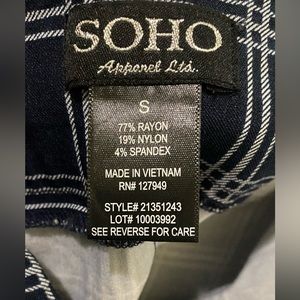 SOHO
Apparel Ltd.
S
77% RAYON
19% NYLON
4% SPANDEX
MADE IN VIETNAM
RN# 127949
STYLE# 21351243
LOT# 10003992
SEE REVERSE FOR CARE